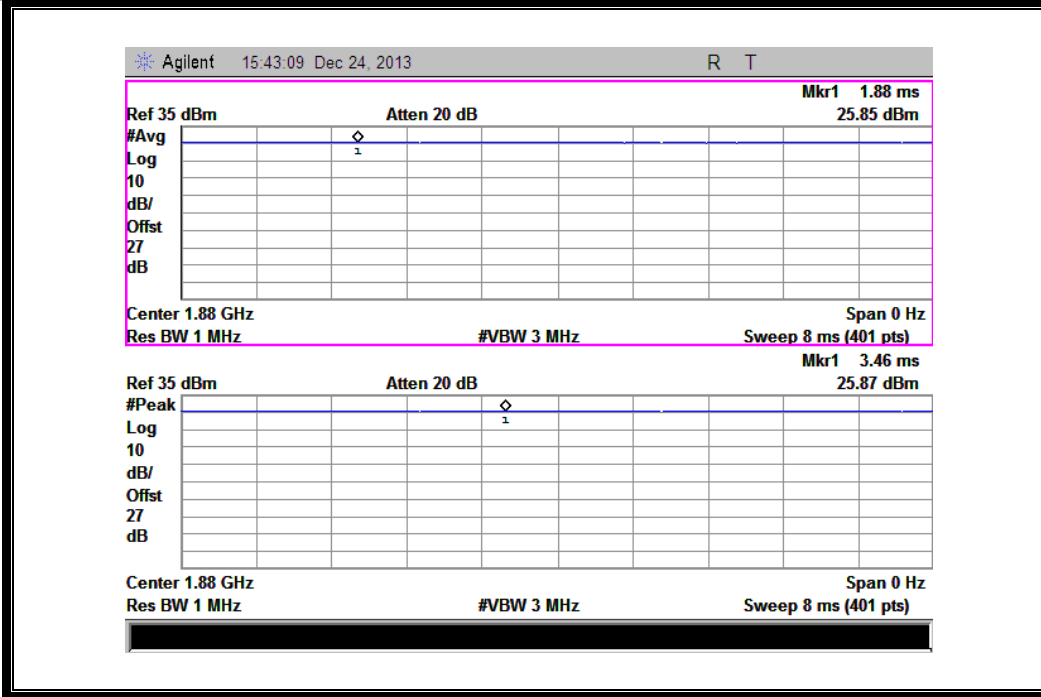 Agilent 15:43:09 Dec 24, 2013 R T
Mkr1 1.88 ms
Ref 35 dBm Atten 20 dB 25.85 dBm
#Avg
1
Log
10
dB/
Offst
27
dB
Center 1.88 GHz Span 0 Hz
Res BW 1 MHz #VBW 3 MHz Sweep 8 ms (401 pts)
Mkr1 3.46 ms
Ref 35 dBm Atten 20 dB 25.87 dBm
#Peak
1
Log
10
dB/
Offst
27
dB
Center 1.88 GHz Span 0 Hz
Res BW 1 MHz #VBW 3 MHz Sweep 8 ms (401 pts)